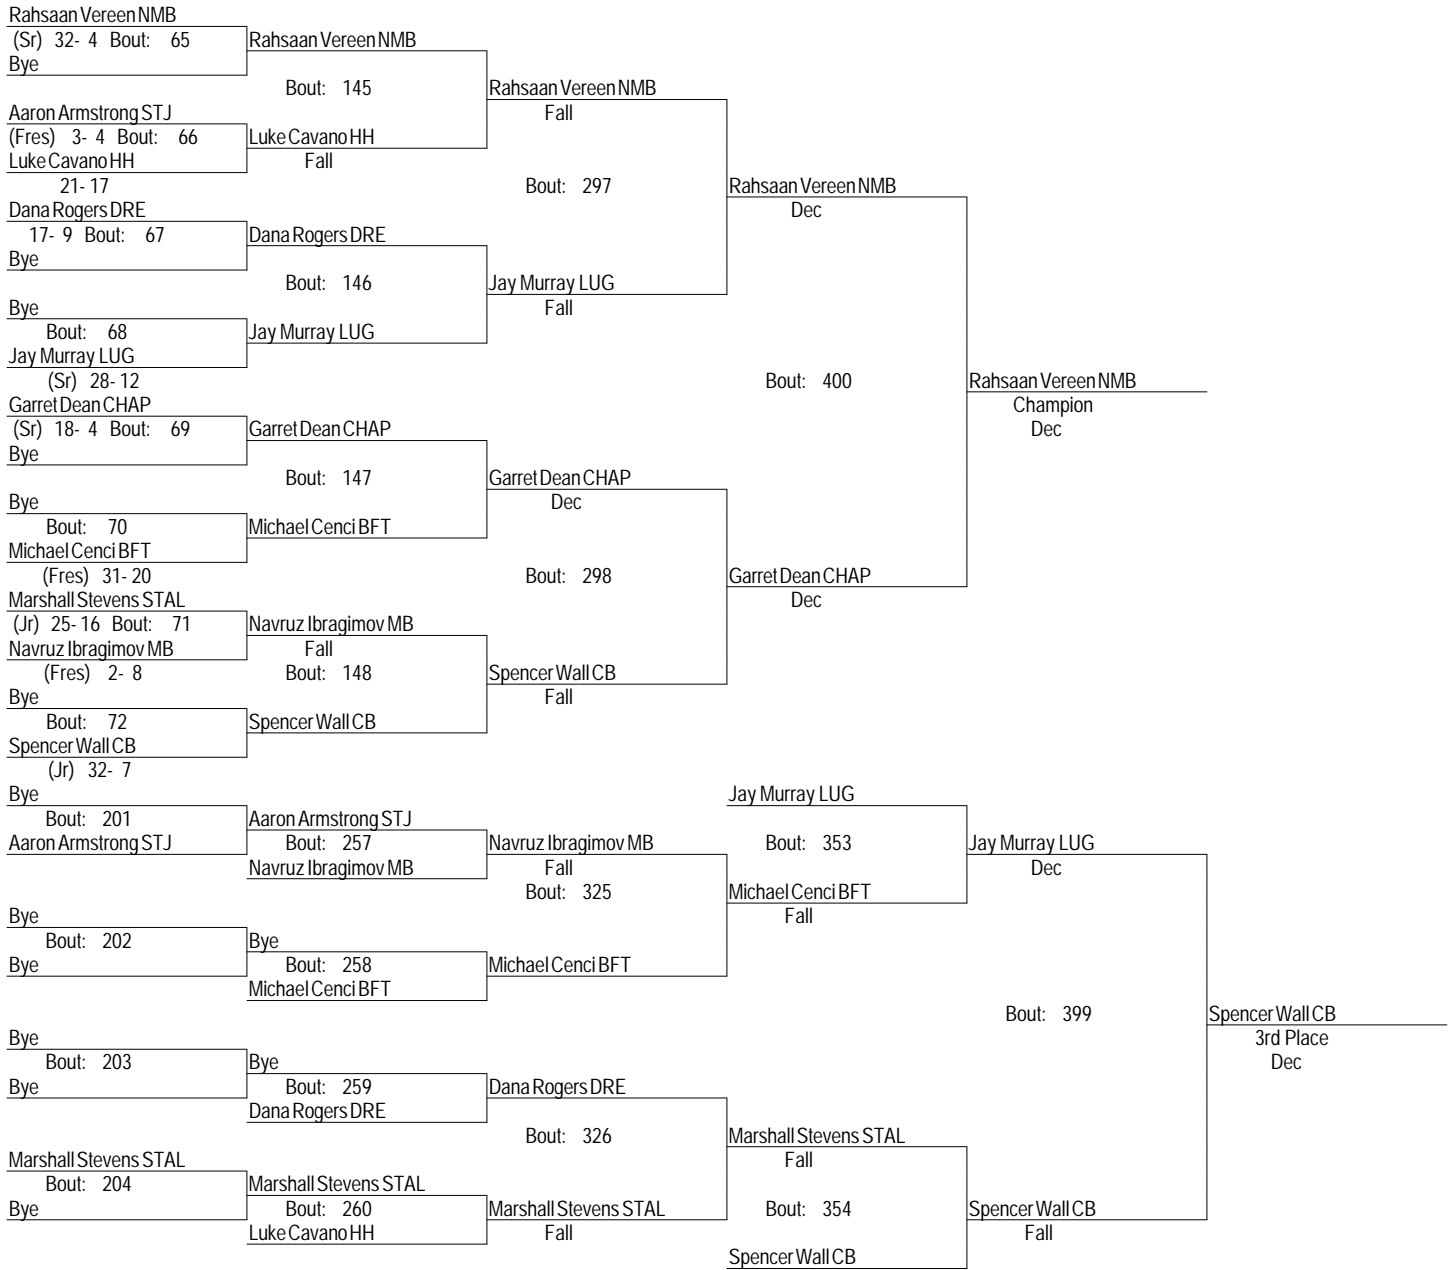 Rahsaan Vereen NMB
(Sr) 32- 4 Bout: 65
Bye
Rahsaan Vereen NMB
Bout: 145
Rahsaan Vereen NMB
Fall
Aaron Armstrong STJ
(Fres) 3- 4 Bout: 66
Luke Cavano HH
21- 17
Luke Cavano HH
Fall
Bout: 297
Rahsaan Vereen NMB
Dec
Dana Rogers DRE
17- 9 Bout: 67
Bye
Dana Rogers DRE
Bout: 146
Jay Murray LUG
Fall
Bye
Bout: 68
Jay Murray LUG
(Sr) 28- 12
Jay Murray LUG
Bout: 400
Rahsaan Vereen NMB
Champion
Dec
Garret Dean CHAP
(Sr) 18- 4 Bout: 69
Bye
Garret Dean CHAP
Bout: 147
Garret Dean CHAP
Dec
Bye
Bout: 70
Michael Cenci BFT
(Fres) 31- 20
Michael Cenci BFT
Bout: 298
Garret Dean CHAP
Dec
Marshall Stevens STAL
(Jr) 25- 16 Bout: 71
Navruz Ibragimov MB
(Fres) 2- 8
Navruz Ibragimov MB
Fall
Bout: 148
Spencer Wall CB
Fall
Bye
Bout: 72
Spencer Wall CB
(Jr) 32- 7
Spencer Wall CB
Bye
Bout: 201
Aaron Armstrong STJ
Aaron Armstrong STJ
Bout: 257
Navruz Ibragimov MB
Navruz Ibragimov MB
Fall
Bout: 325
Jay Murray LUG
Bout: 353
Michael Cenci BFT
Fall
Jay Murray LUG
Dec
Bye
Bout: 202
Bye
Bye
Bout: 258
Michael Cenci BFT
Michael Cenci BFT
Bout: 399
Spencer Wall CB
3rd Place
Dec
Bye
Bout: 203
Bye
Bye
Bout: 259
Dana Rogers DRE
Dana Rogers DRE
Bout: 326
Marshall Stevens STAL
Fall
Marshall Stevens STAL
Bout: 204
Bye
Marshall Stevens STAL
Bout: 260
Luke Cavano HH
Marshall Stevens STAL
Fall
Bout: 354
Spencer Wall CB
Spencer Wall CB
Fall